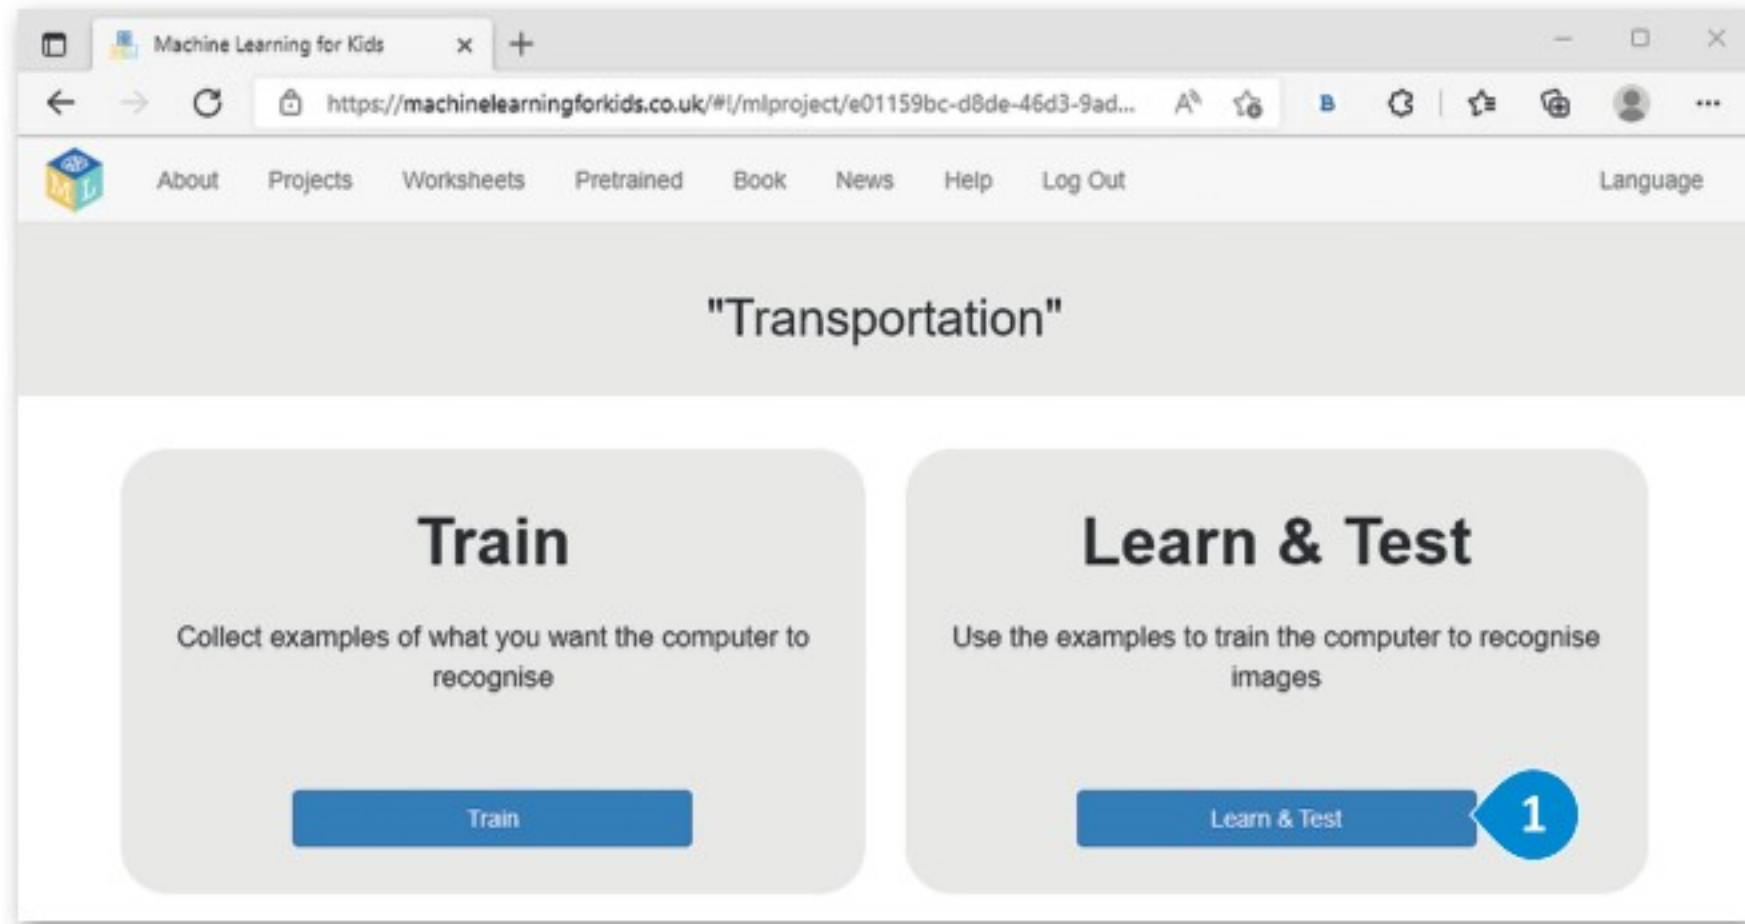 Machine Learning for Kids
https://machinelearningforkids.co.uk/#!/mlproject/e01159bc-d8de-46d3-9ad...
ML
About Projects Worksheets Pretrained Book News Help Log Out Language
"Transportation"
Train
Collect examples of what you want the computer to
recognise
Train
Learn & Test
Use the examples to train the computer to recognise
images
Learn & Test
1